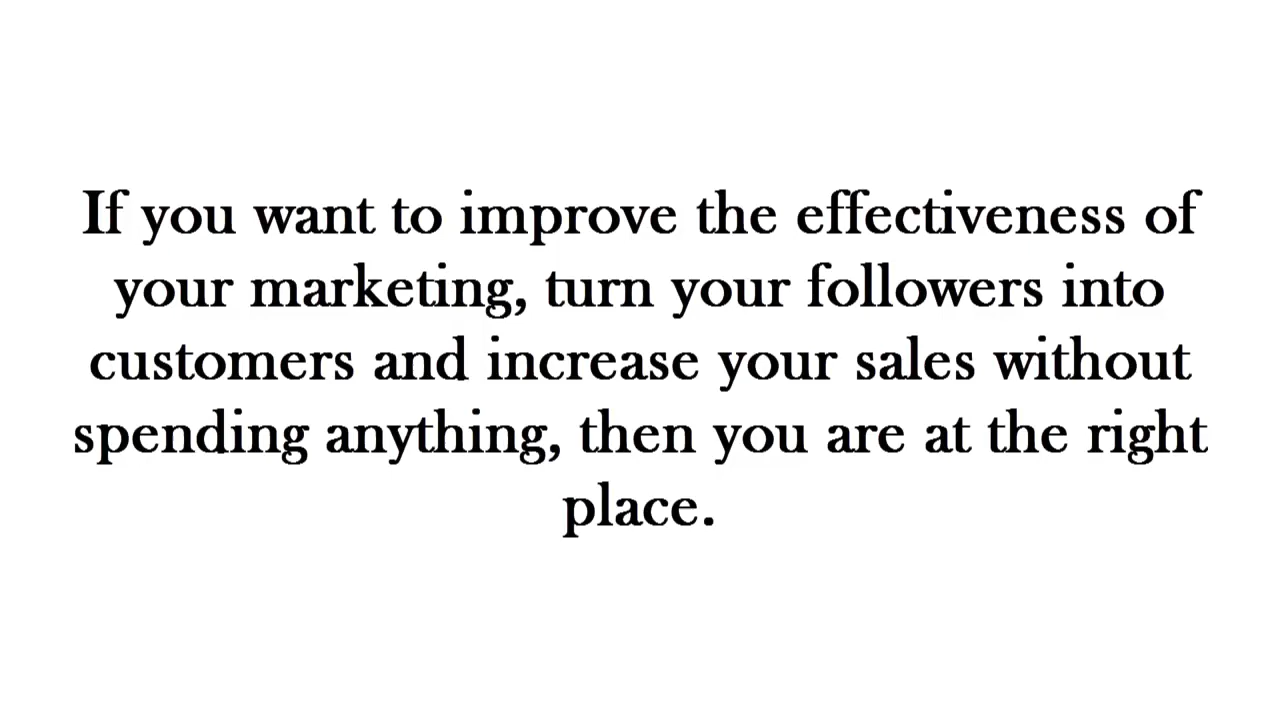 If you want to improve the effectiveness of
your marketing, turn your followers into
customers and increase your sales without
spending anything, then you are at the right
place.